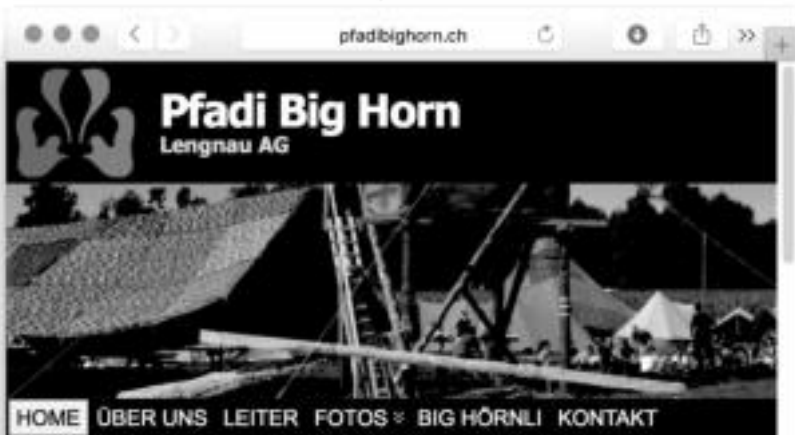 pfadibighorn.ch
Pfadi Big Horn
Lengnau AG
HOME ÜBER UNS LEITER FOTOS BIG HÖRNLI KONTAKT